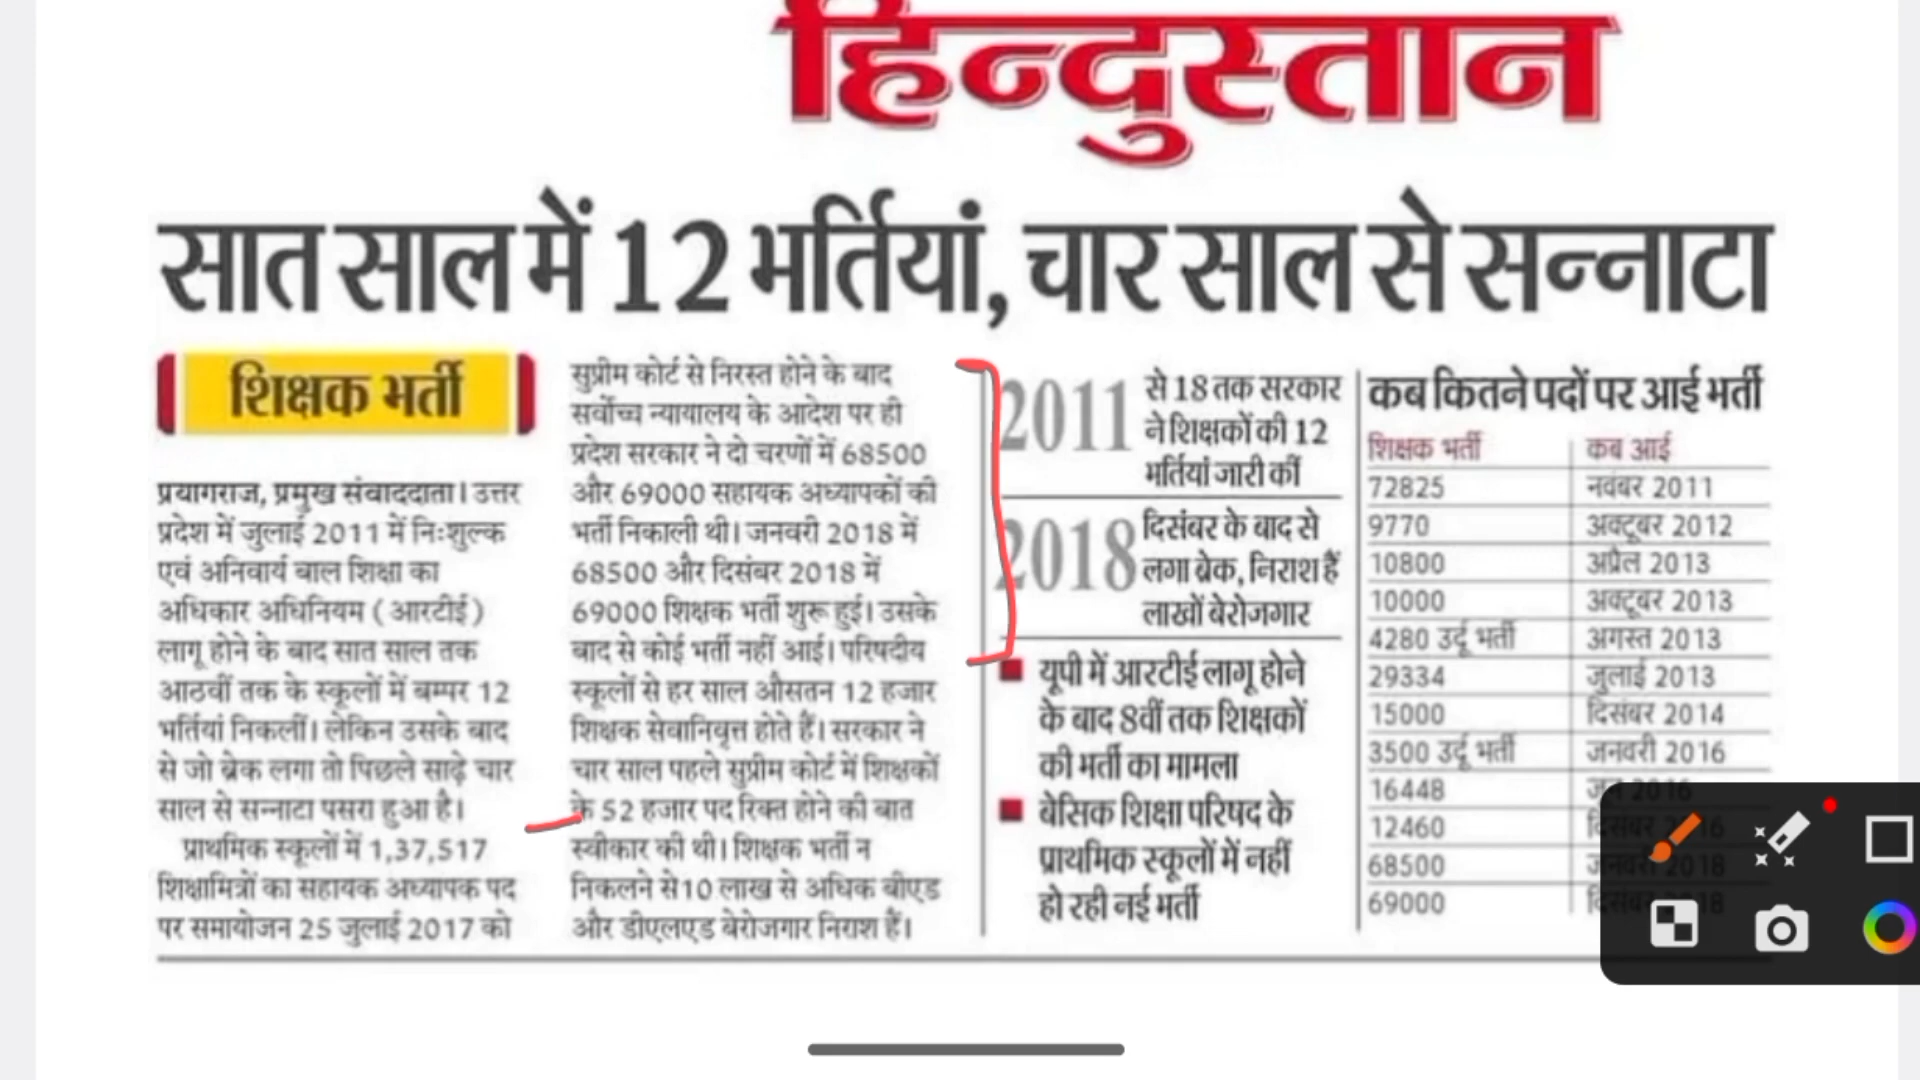 हिन्दुस्तान
सात साल में 12 भर्तियां, चार साल से सन्नाटा
शिक्षक भर्ती
प्रयागराज, प्रमुख संवाददाता। उत्तर
प्रदेश में जुलाई 2011 में निःशुल्क
एवं अनिवार्य बाल शिक्षा का
अधिकार अधिनियम (आरटीई)
लागू होने के बाद सात साल तक
आठवीं तक के स्कूलों में बम्पर 12
भर्तियां निकलीं। लेकिन उसके बाद
से जो ब्रेक लगा तो पिछले साढ़े चार
साल से सन्नाटा पसरा हुआ है।
प्राथमिक स्कूलों में 1,37,517
शिक्षामित्रों का सहायक अध्यापक पद
पर समायोजन 25 जुलाई 2017 को
सुप्रीम कोर्ट से निरस्त होने के बाद
सर्वोच्च न्यायालय के आदेश पर ही
प्रदेश सरकार ने दो चरणों में 68500
और 69000 सहायक अध्यापकों की
भर्ती निकाली थी। जनवरी 2018 में
68500 और दिसंबर 2018 में
69000 शिक्षक भर्ती शुरू हुई। उसके
बाद से कोई भर्ती नहीं आई। परिषदीय
स्कूलों से हर साल औसतन 12 हजार
शिक्षक सेवानिवृत्त होते हैं। सरकार ने
चार साल पहले सुप्रीम कोर्ट में शिक्षकों
के 52 हजार पद रिक्त होने की बात
स्वीकार की थी। शिक्षक भर्ती न
निकलने से10 लाख से अधिक बीएड
और डीएलएड बेरोजगार निराश हैं।
2011 से 18 तक सरकार
ने शिक्षकों की 12
भर्तियां जारी कीं
2018 दिसंबर के बाद से
लगा ब्रेक, निराश हैं
लाखों बेरोजगार
यूपी में आरटीई लागू होने
के बाद 8वीं तक शिक्षकों
की भर्ती का मामला
बेसिक शिक्षा परिषद के
प्राथमिक स्कूलों में नहीं
हो रही नई भर्ती
कब कितने पदों पर आई भर्ती
शिक्षक भर्ती कब आई
72825 नवंबर 2011
9770 अक्टूबर 2012
10800 अप्रैल 2013
10000 अक्टूबर 2013
4280 उर्दू भर्ती अगस्त 2013
29334 जुलाई 2013
15000 दिसंबर 2014
3500 उर्दू भर्ती जनवरी 2016
16448 जून 2016
12460 दिसंबर 16
68500 जनवरी 2018
69000 दिसंबर 18